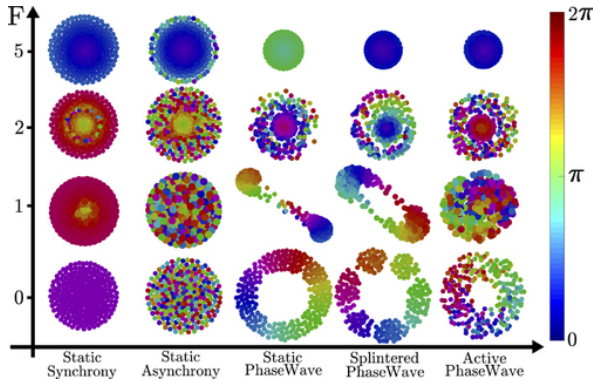 F
5
2
1
0
2π
π
0
Static
Synchrony
Static
Asynchrony
Static
PhaseWave
Splintered
PhaseWave
Active
PhaseWave